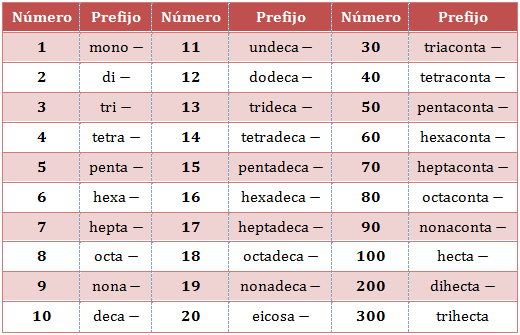 Número Prefijo Número Prefijo Número Prefijo
1 mono − 11 undeca − 30 triaconta −
2 di − 12 dodeca − 40 tetraconta −
3 tri − 13 trideca − 50 pentaconta −
4 tetra − 14 tetradeca − 60 hexaconta −
5 penta − 15 pentadeca − 70 heptaconta −
6 hexa − 16 hexadeca − 80 octaconta −
7 hepta − 17 heptadeca − 90 nonaconta −
8 octa − 18 octadeca − 100 hecta −
9 nona − 19 nonadeca − 200 dihecta −
10 deca − 20 eicosa − 300 trihecta